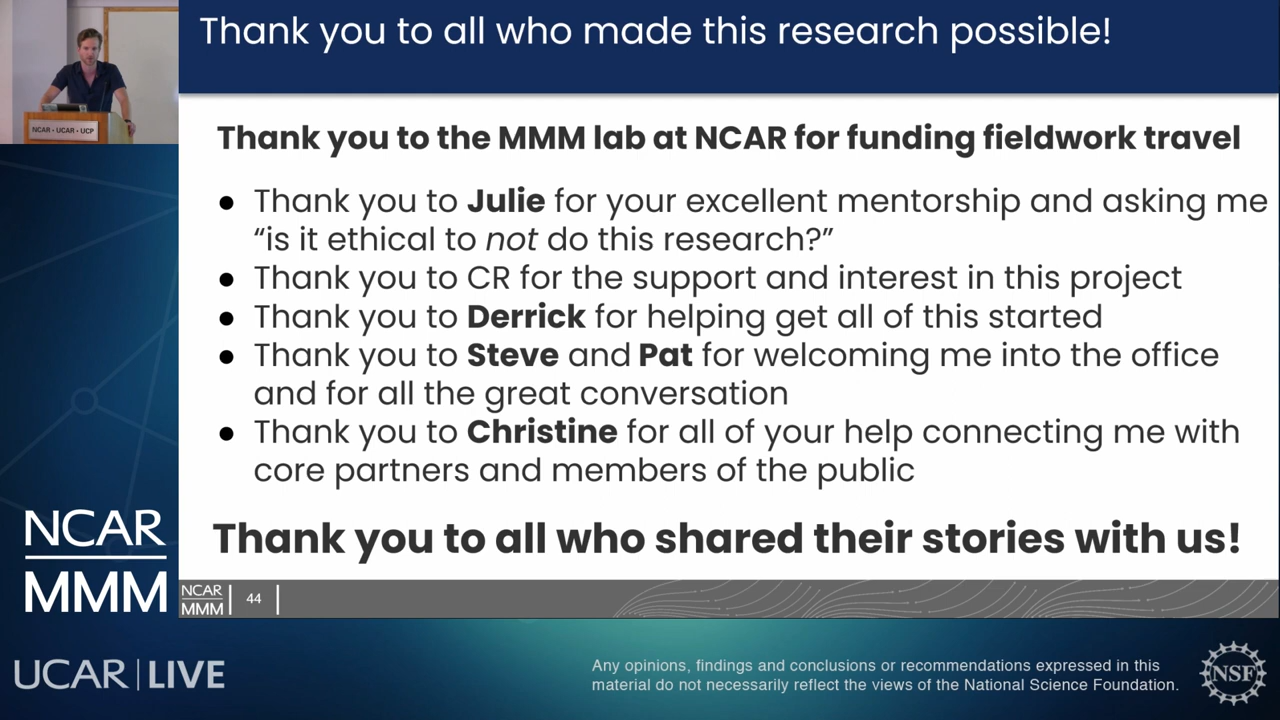 Thank you to all who made this research possible!
NCAR • UCAR • UCP
Thank you to the MMM lab at NCAR for funding fieldwork travel
● Thank you to Julie for your excellent mentorship and asking me
“is it ethical to not do this research?”
● Thank you to CR for the support and interest in this project
● Thank you to Derrick for helping get all of this started
● Thank you to Steve and Pat for welcoming me into the office
and for all the great conversation
● Thank you to Christine for all of your help connecting me with
core partners and members of the public
Thank you to all who shared their stories with us!
NCAR
MMM
NCAR
MMM
44
UCAR | LIVE
Any opinions, findings and conclusions or recommendations expressed in this
material do not necessarily reflect the views of the National Science Foundation.
NSF